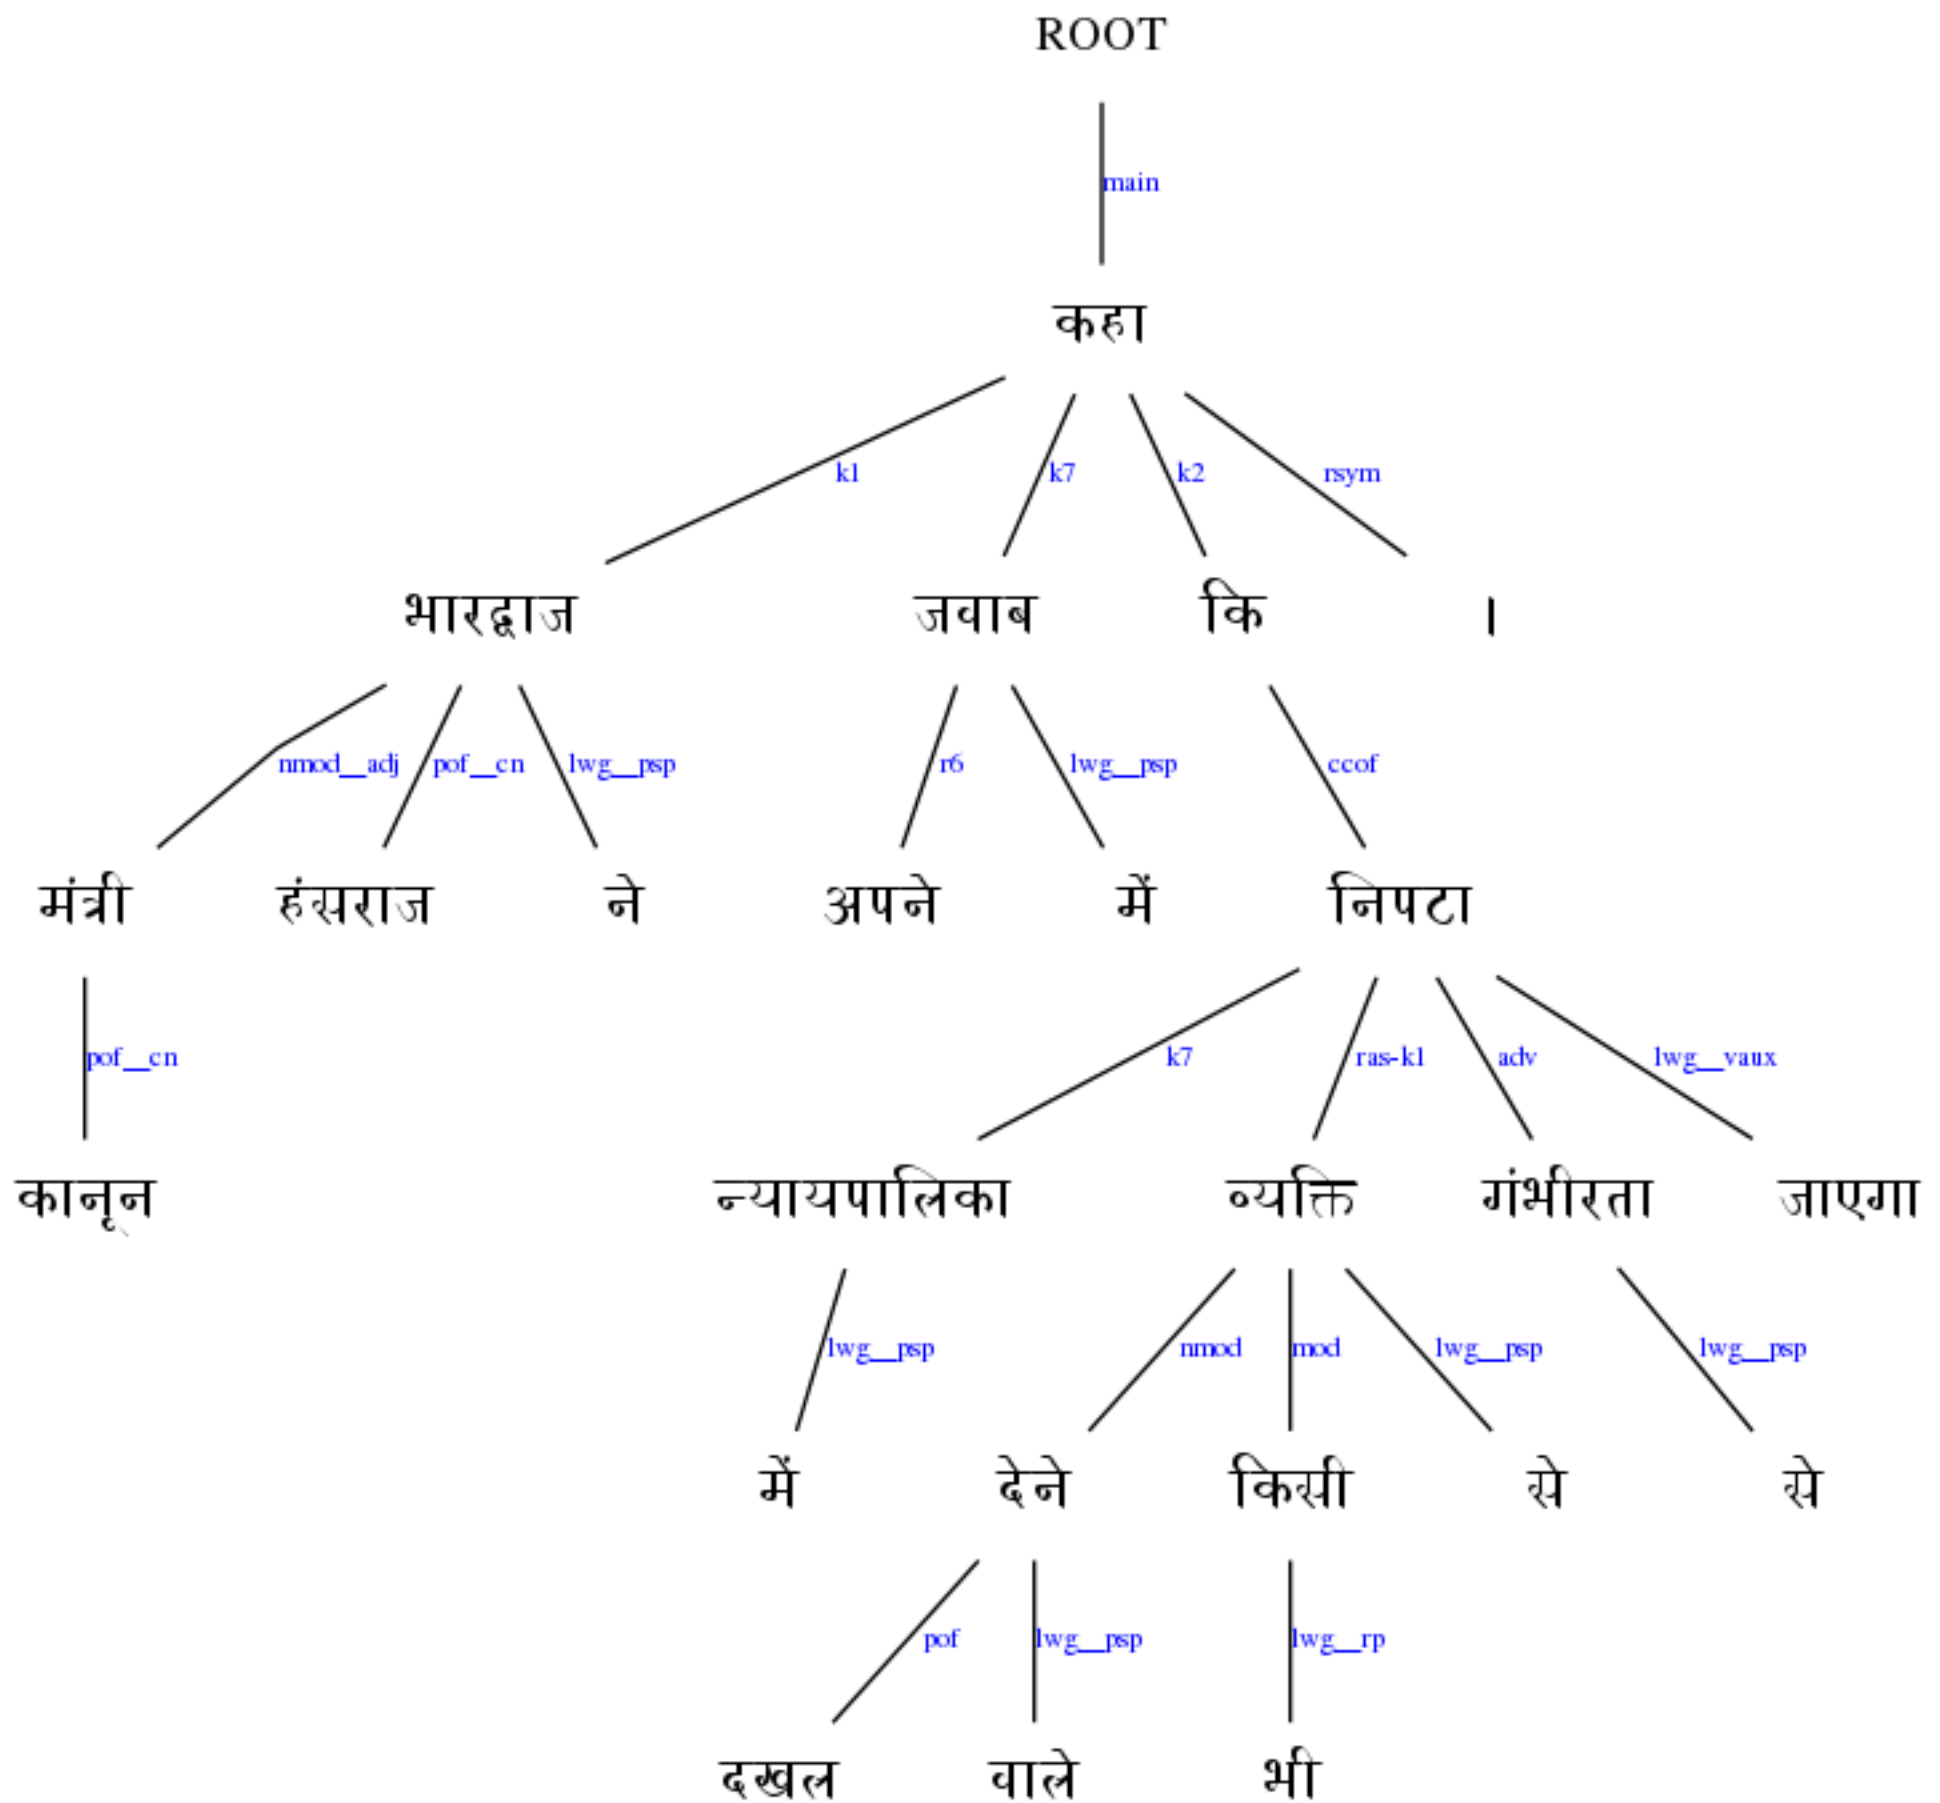 ROOT
main
कहा
k1 k7 k2 rsym
भारद्वाज जवाब कि ।
nmod__adj pof__cn lwg__psp r6 lwg__psp ccof
मंत्री हंसराज ने अपने में निपटा
pof__cn k7 ras-k1 adv lwg__vaux
कानून न्यायपालिका व्यक्ति गंभीरता जाएगा
lwg__psp nmod mod lwg__psp lwg__psp
में देने किसी से से
pof lwg__psp lwg__rp
दखल वाले भी